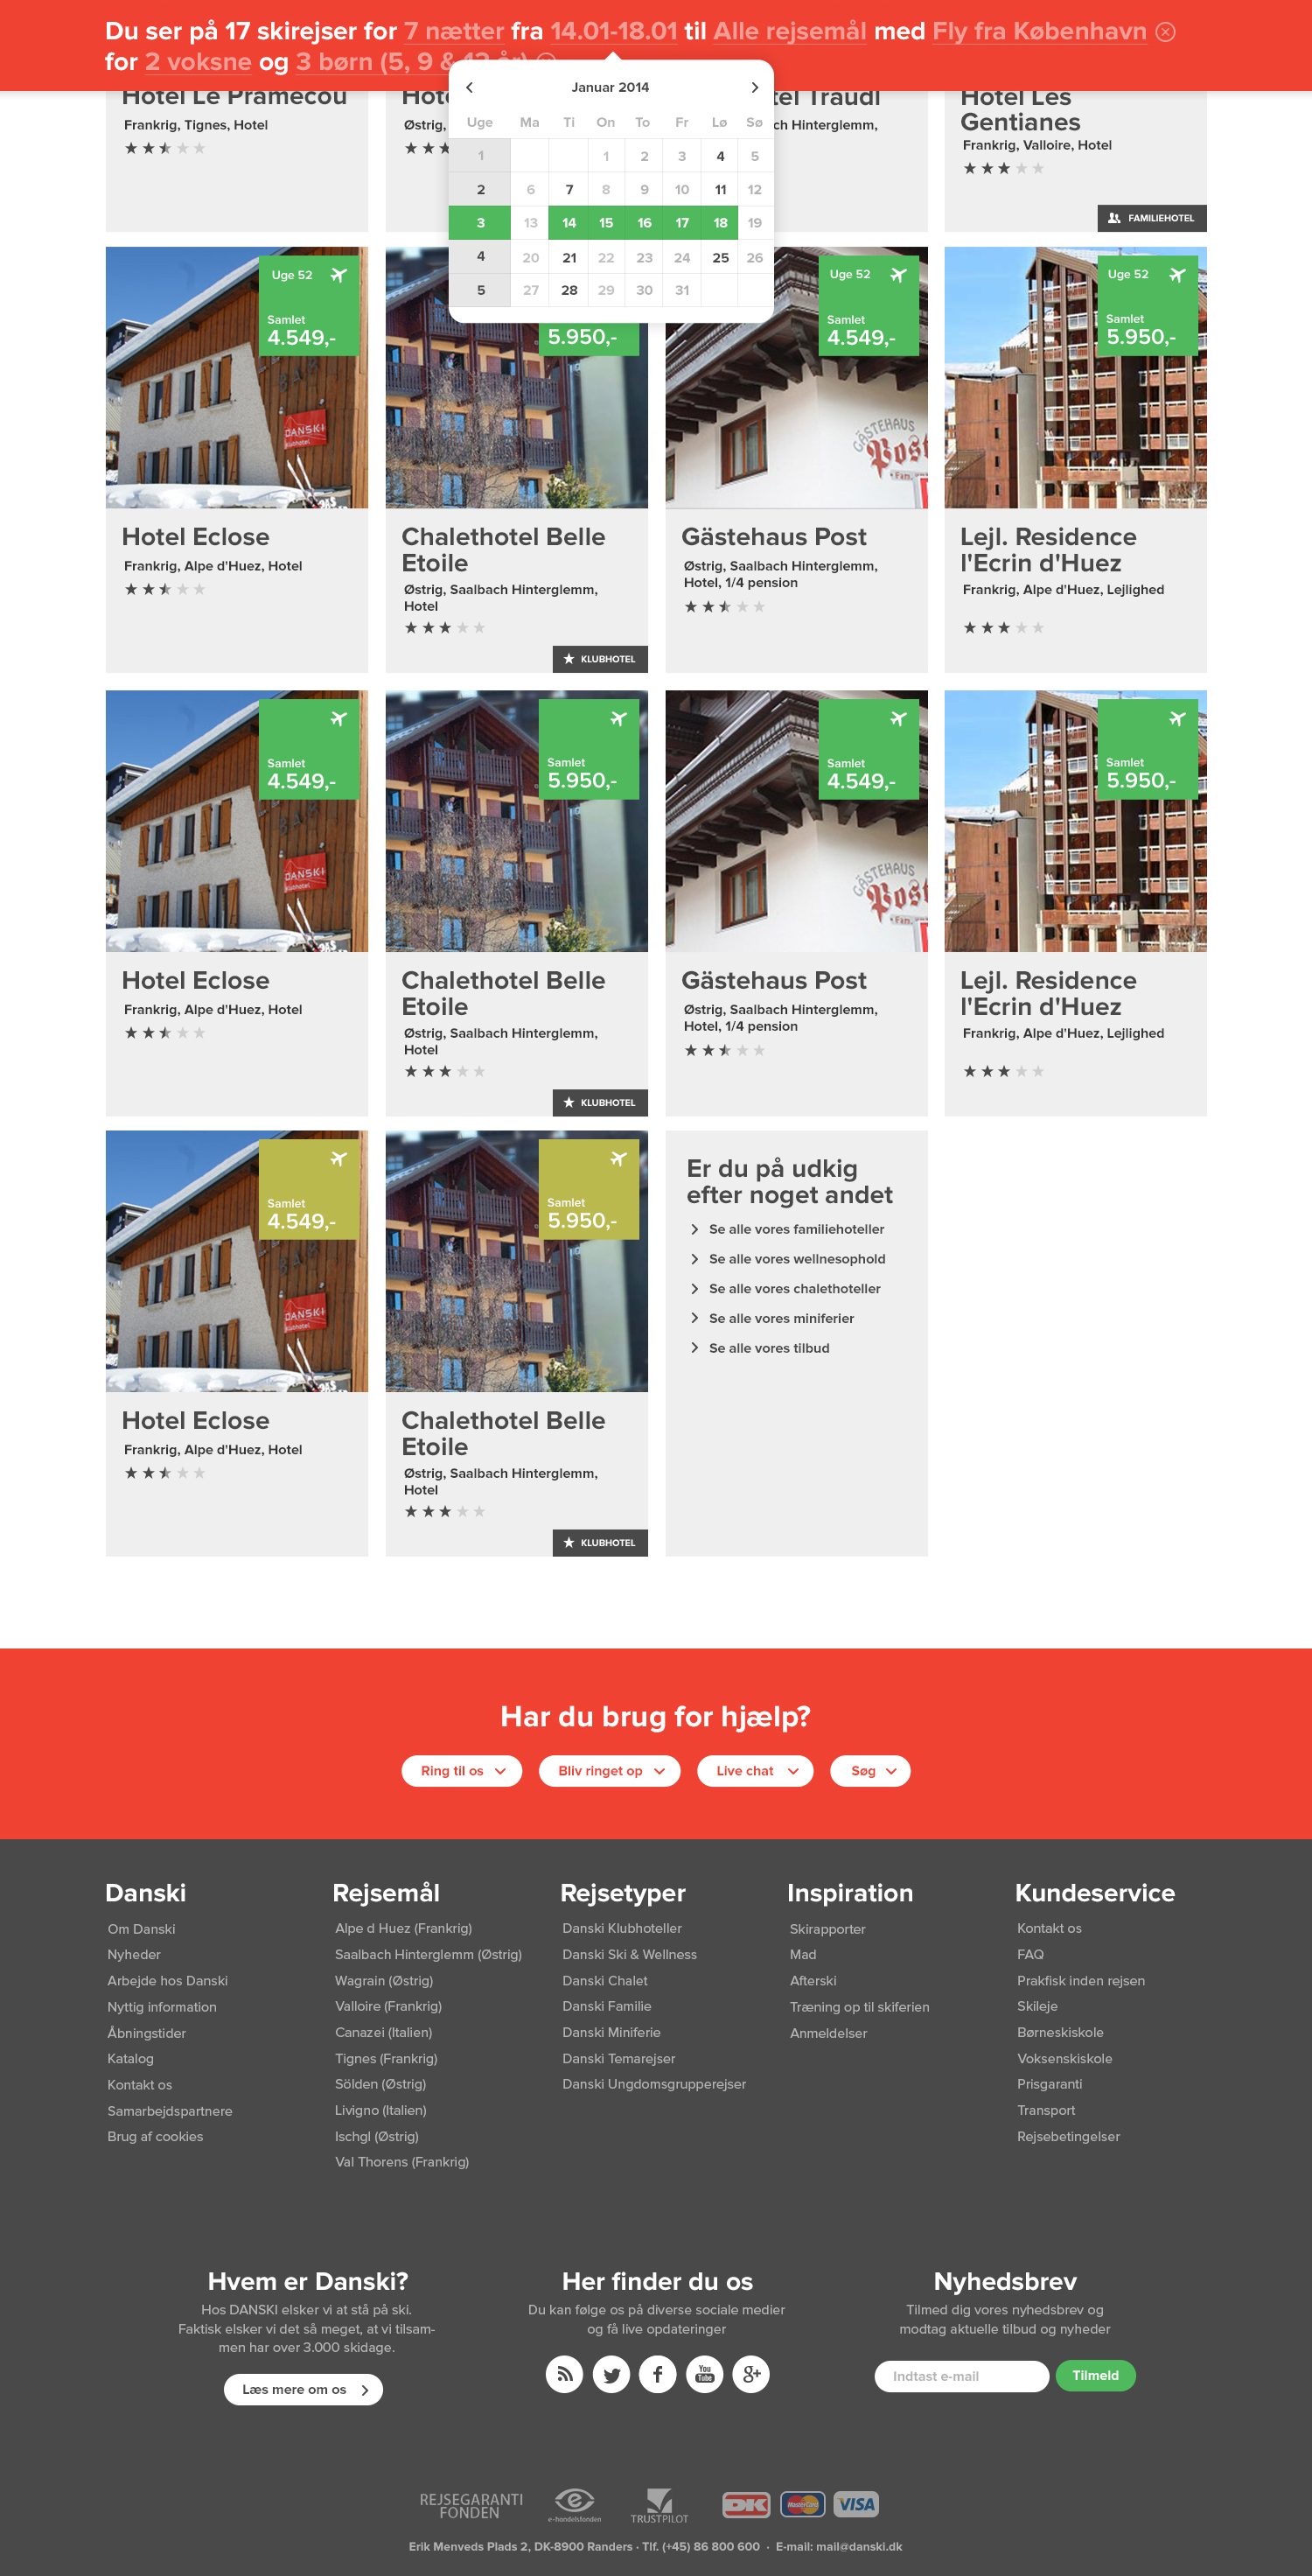 Du ser på 17 skirejser for 7 nætter fra 14.01-18.01 til Alle rejsemål med Fly fra København
for 2 voksne og 3 børn (5, 9 &
Januar 2014
Uge Ma Ti On To Fr Lø Sø
1 1 2 3 4 5
2 6 7 8 9 10 11 12
3 13 14 15 16 17 18 19
4 20 21 22 23 24 25 26
5 27 28 29 30 31
Hotel Le Pramecou
Frankrig, Tignes, Hotel
Østrig,
Traudl
Hinterglemm,
Hotel Les
Gentianes
Frankrig, Valloire, Hotel
FAMILIEHOTEL
Uge 52
Samlet
4.549,-
DANSKI
klubhotel
Hotel Eclose
Frankrig, Alpe d'Huez, Hotel
5.950,-
Chalethotel Belle
Etoile
Østrig, Saalbach Hinterglemm,
Hotel
KLUBHOTEL
Uge 52
Samlet
4.549,-
GÄSTEHAUS
Post
Gästehaus Post
Østrig, Saalbach Hinterglemm,
Hotel, 1/4 pension
Uge 52
Samlet
5.950,-
Lejl. Residence
l'Ecrin d'Huez
Frankrig, Alpe d'Huez, Lejlighed
Samlet
4.549,-
DANSKI
klubhotel
Hotel Eclose
Frankrig, Alpe d'Huez, Hotel
Samlet
5.950,-
Chalethotel Belle
Etoile
Østrig, Saalbach Hinterglemm,
Hotel
KLUBHOTEL
Samlet
4.549,-
GÄSTEHAUS
Post
Gästehaus Post
Østrig, Saalbach Hinterglemm,
Hotel, 1/4 pension
Samlet
5.950,-
Lejl. Residence
l'Ecrin d'Huez
Frankrig, Alpe d'Huez, Lejlighed
Samlet
4.549,-
DANSKI
klubhotel
Hotel Eclose
Frankrig, Alpe d'Huez, Hotel
Samlet
5.950,-
Chalethotel Belle
Etoile
Østrig, Saalbach Hinterglemm,
Hotel
KLUBHOTEL
Er du på udkig
efter noget andet
Se alle vores familiehoteller
Se alle vores wellnesophold
Se alle vores chalethoteller
Se alle vores miniferier
Se alle vores tilbud
Har du brug for hjælp?
Ring til os
Bliv ringet op
Live chat
Søg
Danski
Om Danski
Nyheder
Arbejde hos Danski
Nyttig information
Åbningstider
Katalog
Kontakt os
Samarbejdspartnere
Brug af cookies
Rejsemål
Alpe d Huez (Frankrig)
Saalbach Hinterglemm (Østrig)
Wagrain (Østrig)
Valloire (Frankrig)
Canazei (Italien)
Tignes (Frankrig)
Sölden (Østrig)
Livigno (Italien)
Ischgl (Østrig)
Val Thorens (Frankrig)
Rejsetyper
Danski Klubhoteller
Danski Ski & Wellness
Danski Chalet
Danski Familie
Danski Miniferie
Danski Temarejser
Danski Ungdomsgrupperejser
Inspiration
Skirapporter
Mad
Afterski
Træning op til skiferien
Anmeldelser
Kundeservice
Kontakt os
FAQ
Prakfisk inden rejsen
Skileje
Børneskiskole
Voksenskiskole
Prisgaranti
Transport
Rejsebetingelser
Hvem er Danski?
Hos DANSKI elsker vi at stå på ski.
Faktisk elsker vi det så meget, at vi tilsam-
men har over 3.000 skidage.
Læs mere om os
Her finder du os
Du kan følge os på diverse sociale medier
og få live opdateringer
You
Tube
Nyhedsbrev
Tilmed dig vores nyhedsbrev og
modtag aktuelle tilbud og nyheder
Indtast e-mail
Tilmeld
REJSEGARANTI
FONDEN
e-handelsfonden
TRUSTPILOT
DK
MasterCard
VISA
Erik Menveds Plads 2, DK-8900 Randers · Tlf. (+45) 86 800 600 · E-mail: mail@danski.dk